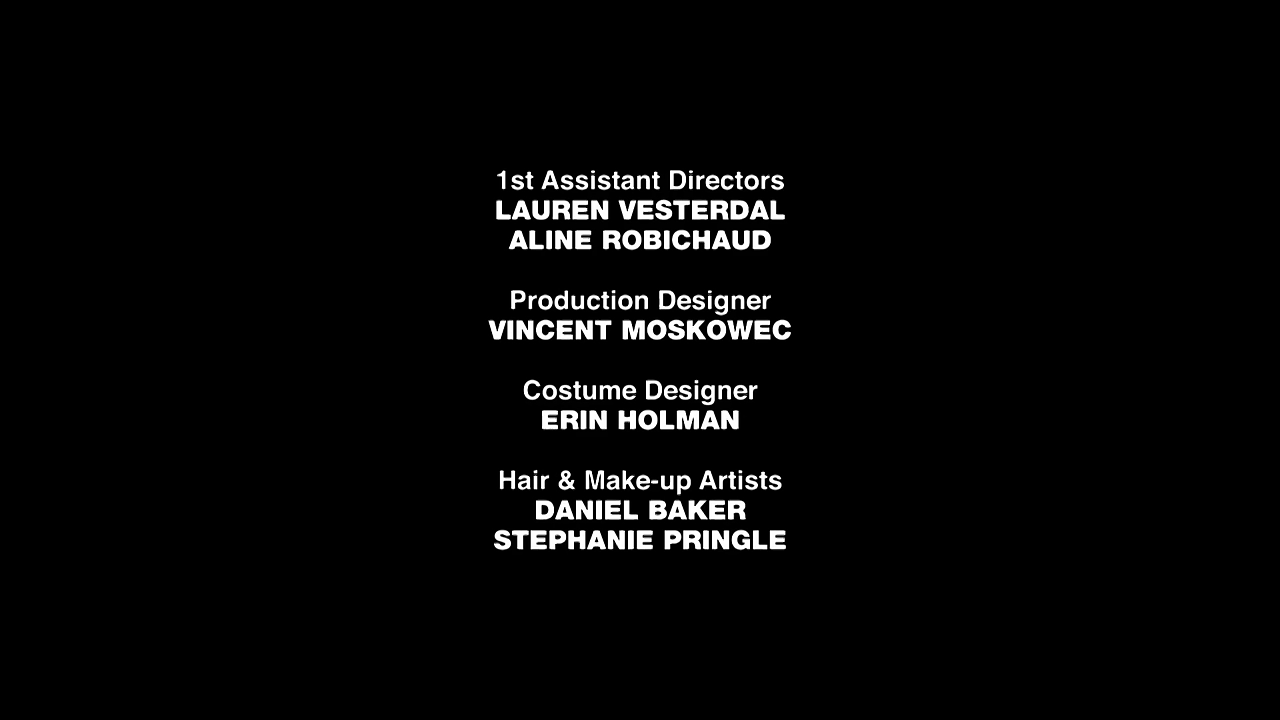 1st Assistant Directors
LAUREN VESTERDAL
ALINE ROBICHAUD
Production Designer
VINCENT MOSKOWEC
Costume Designer
ERIN HOLMAN
Hair & Make-up Artists
DANIEL BAKER
STEPHANIE PRINGLE